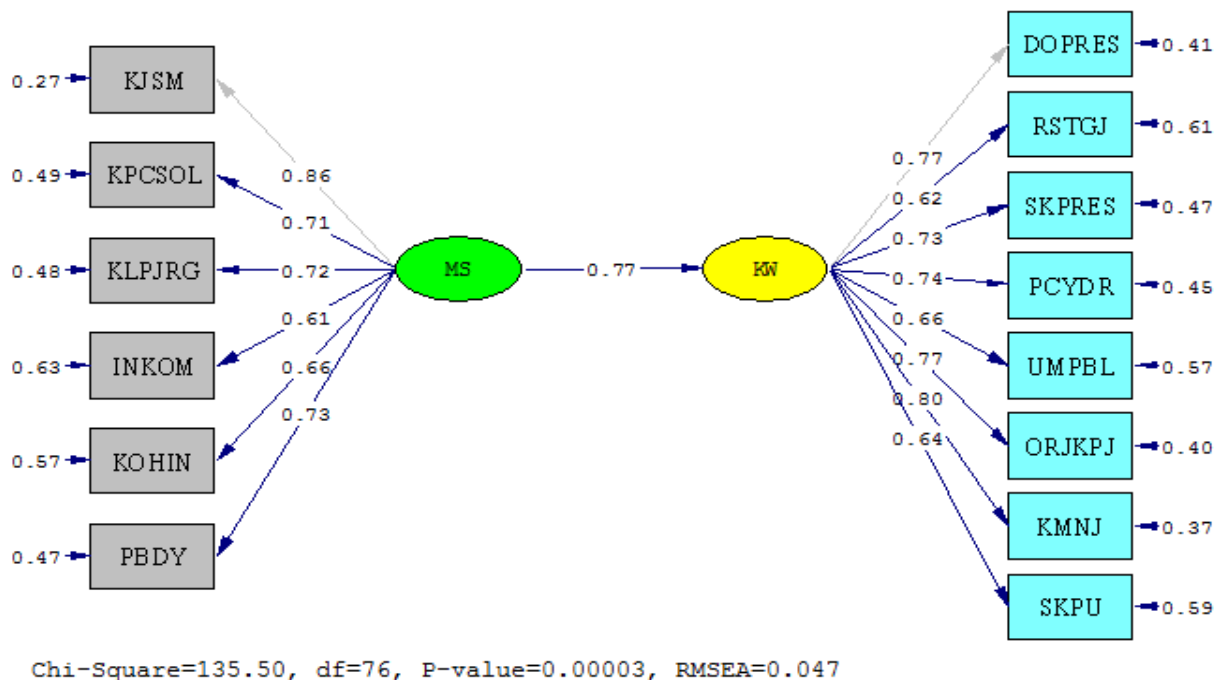 0.27 KJSM
0.49 KPCSOL
0.48 KLPJRG
0.63 INKOM
0.57 KOHIN
0.47 PBDY
0.86
0.71
0.72
0.61
0.66
0.73
MS
0.77
KW
0.77
0.62
0.73
0.74
0.66
0.77
0.80
0.64
DOPRES 0.41
RSTGJ 0.61
SKPRES 0.47
PCYDR 0.45
UMPBL 0.57
ORJKPJ 0.40
KMNJ 0.37
SKPU 0.59
Chi-Square=135.50, df=76, P-value=0.00003, RMSEA=0.047